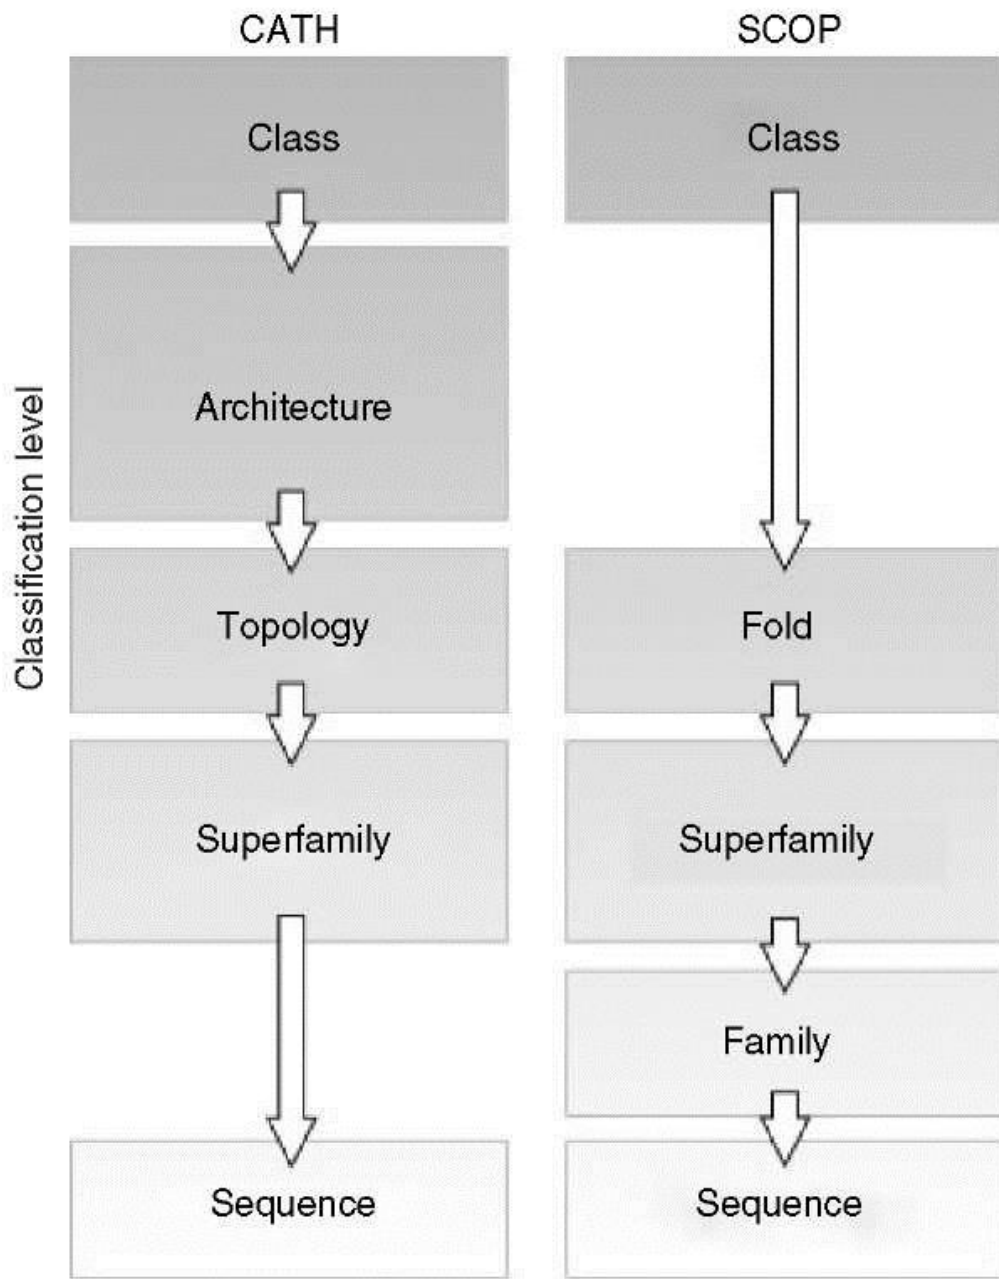 CATH
SCOP
Classification level
Class
Class
Architecture
Topology
Fold
Superfamily
Superfamily
Family
Sequence
Sequence